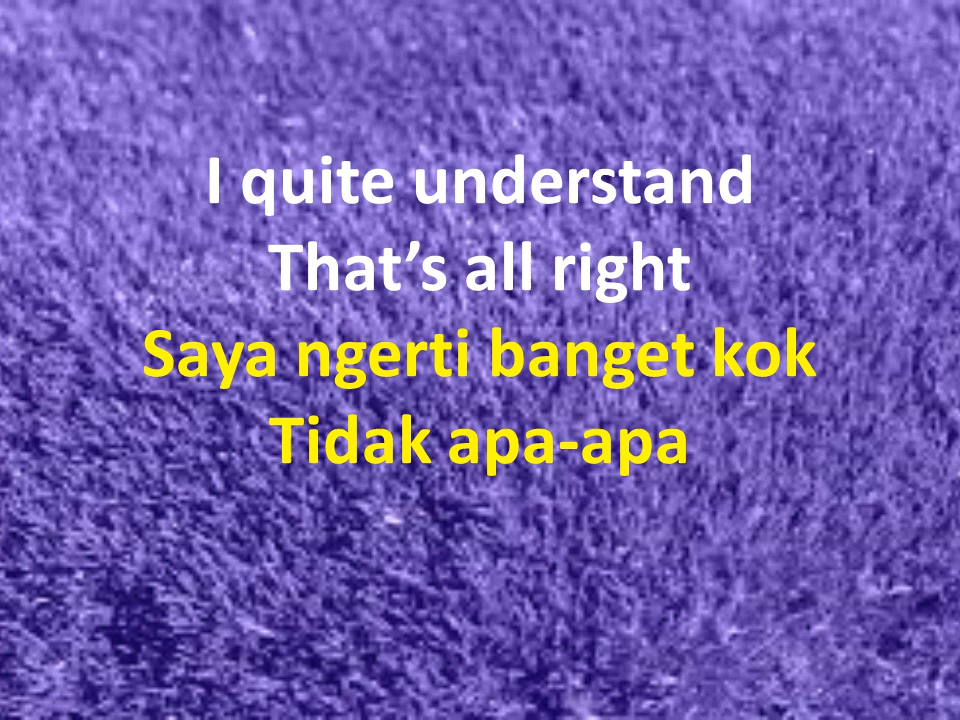 I quite understand
That’s all right
Saya ngerti banget kok
Tidak apa-apa